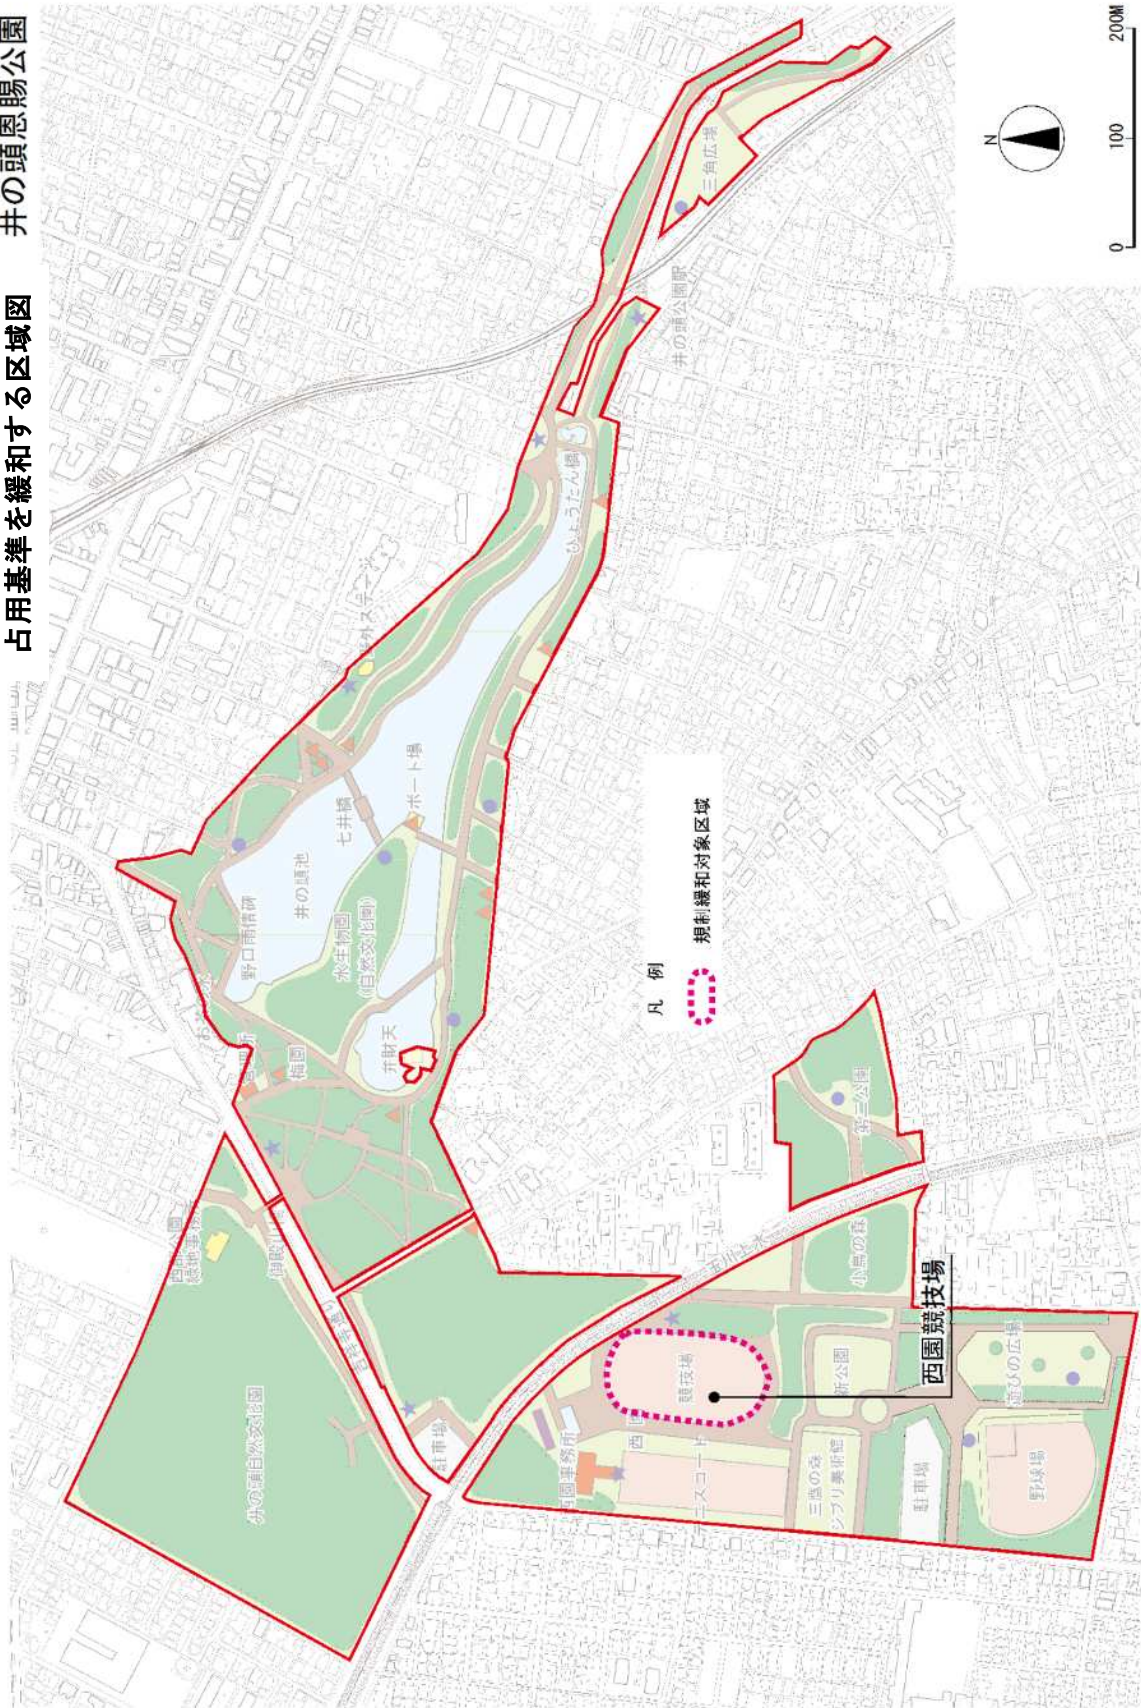 占用基準を緩和する区域図
井の頭恩賜公園
井の頭自然文化園
吉祥寺通り
駐車場
梅園
野口雨情碑
井の頭池
七井橋
水生物園
(自然文化園)
弁財天
ボート場
野外ステージ
ひょうたん橋
井の頭公園駅
三角広場
玉川上水
小鳥の森
第二公園
西園事務所
競技場
西園競技場
テニスコート
三鷹の森
ジブリ美術館
駐車場
野球場
遊びの広場
凡 例
規制緩和対象区域
N
0
100
200M